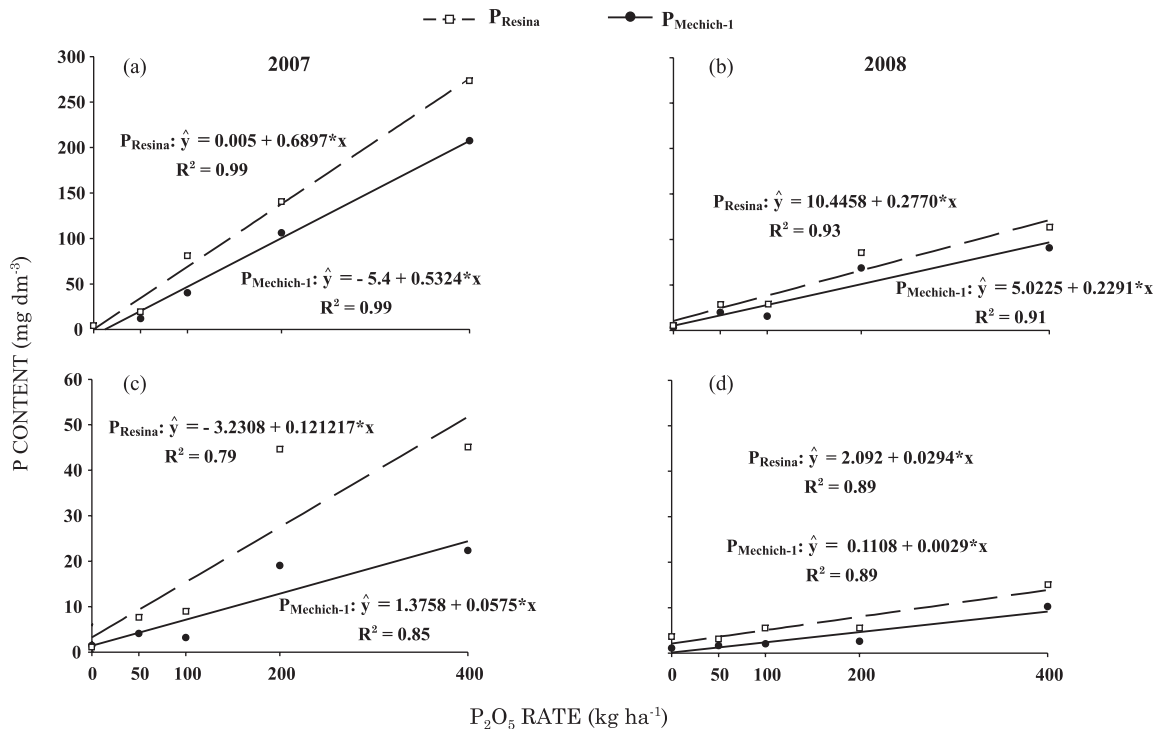 P_Resina P_Mechich-1
(a) 2007
300
250
200
150
100
50
0
P_Resina: ŷ = 0.005 + 0.6897*x
R² = 0.99
P_Mechich-1: ŷ = - 5.4 + 0.5324*x
R² = 0.99
(b) 2008
P_Resina: ŷ = 10.4458 + 0.2770*x
R² = 0.93
P_Mechich-1: ŷ = 5.0225 + 0.2291*x
R² = 0.91
P CONTENT (mg dm⁻³)
(c)
60
50
40
30
20
10
0
P_Resina: ŷ = - 3.2308 + 0.121217*x
R² = 0.79
P_Mechich-1: ŷ = 1.3758 + 0.0575*x
R² = 0.85
0 50 100 200 400
(d)
P_Resina: ŷ = 2.092 + 0.0294*x
R² = 0.89
P_Mechich-1: ŷ = 0.1108 + 0.0029*x
R² = 0.89
0 50 100 200 400
P₂O₅ RATE (kg ha⁻¹)